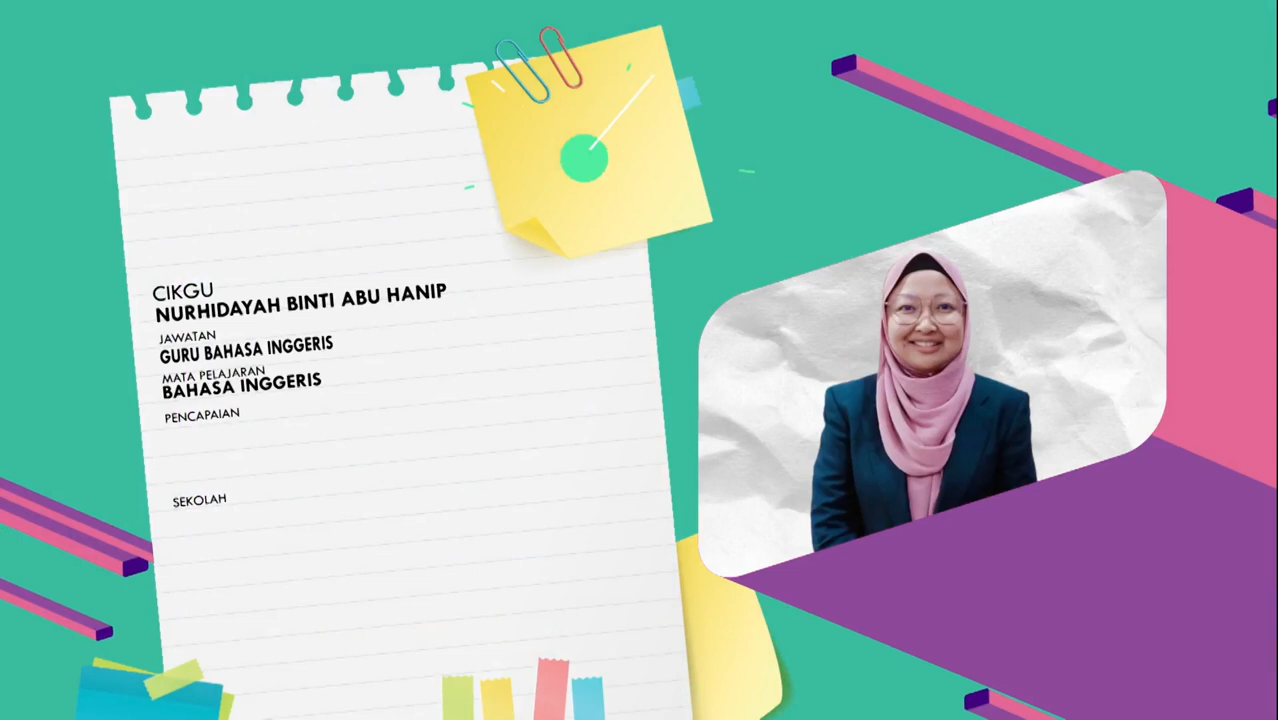 CIKGU
NURHIDAYAH BINTI ABU HANIP
JAWATAN
GURU BAHASA INGGERIS
MATA PELAJARAN
BAHASA INGGERIS
PENCAPAIAN
SEKOLAH